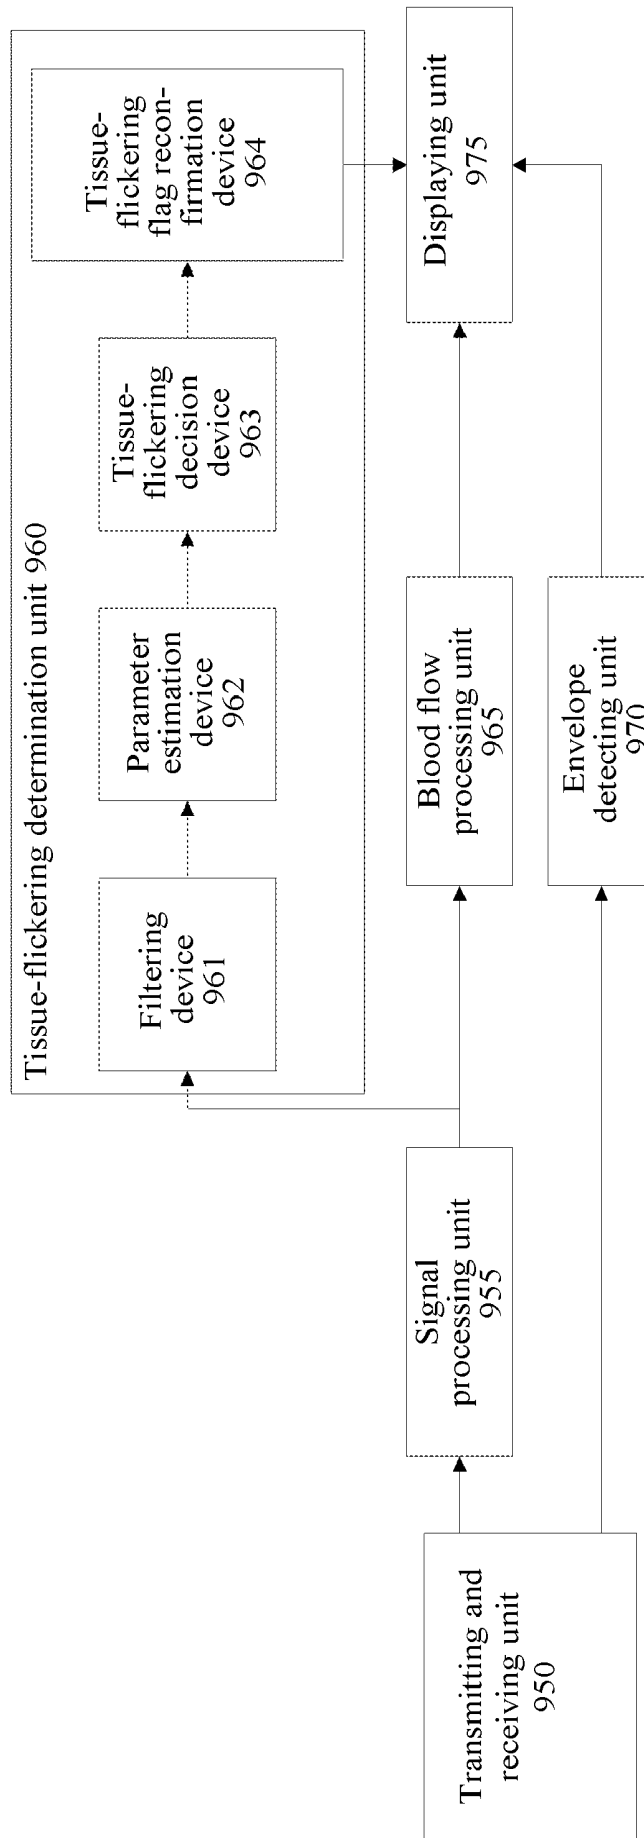 Tissue-flickering determination unit 960
Filtering
device
961
Parameter
estimation
device
962
Tissue-
flickering
decision
device
963
Tissue-
flickering
flag recon-
firmation
device
964
Transmitting and
receiving unit
950
Signal
processing unit
955
Blood flow
processing unit
965
Displaying unit
975
Envelope
detecting unit
970